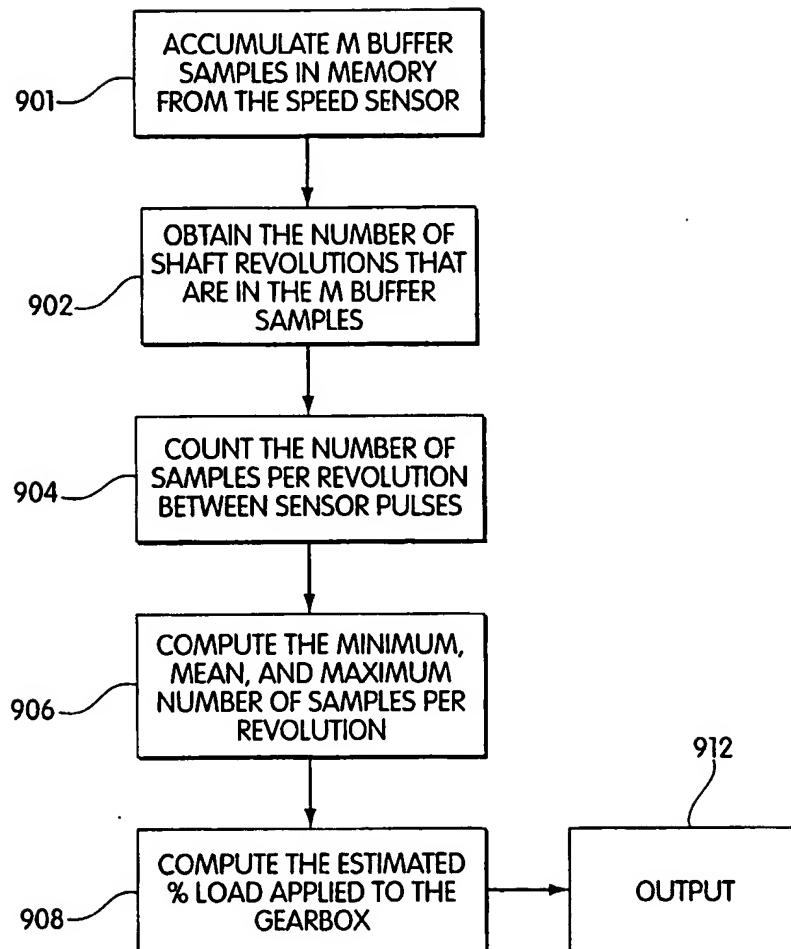 ACCUMULATE M BUFFER
SAMPLES IN MEMORY
FROM THE SPEED SENSOR
901
OBTAIN THE NUMBER OF
SHAFT REVOLUTIONS THAT
ARE IN THE M BUFFER
SAMPLES
902
COUNT THE NUMBER OF
SAMPLES PER REVOLUTION
BETWEEN SENSOR PULSES
904
COMPUTE THE MINIMUM,
MEAN, AND MAXIMUM
NUMBER OF SAMPLES PER
REVOLUTION
906
COMPUTE THE ESTIMATED
% LOAD APPLIED TO THE
GEARBOX
908
912
OUTPUT